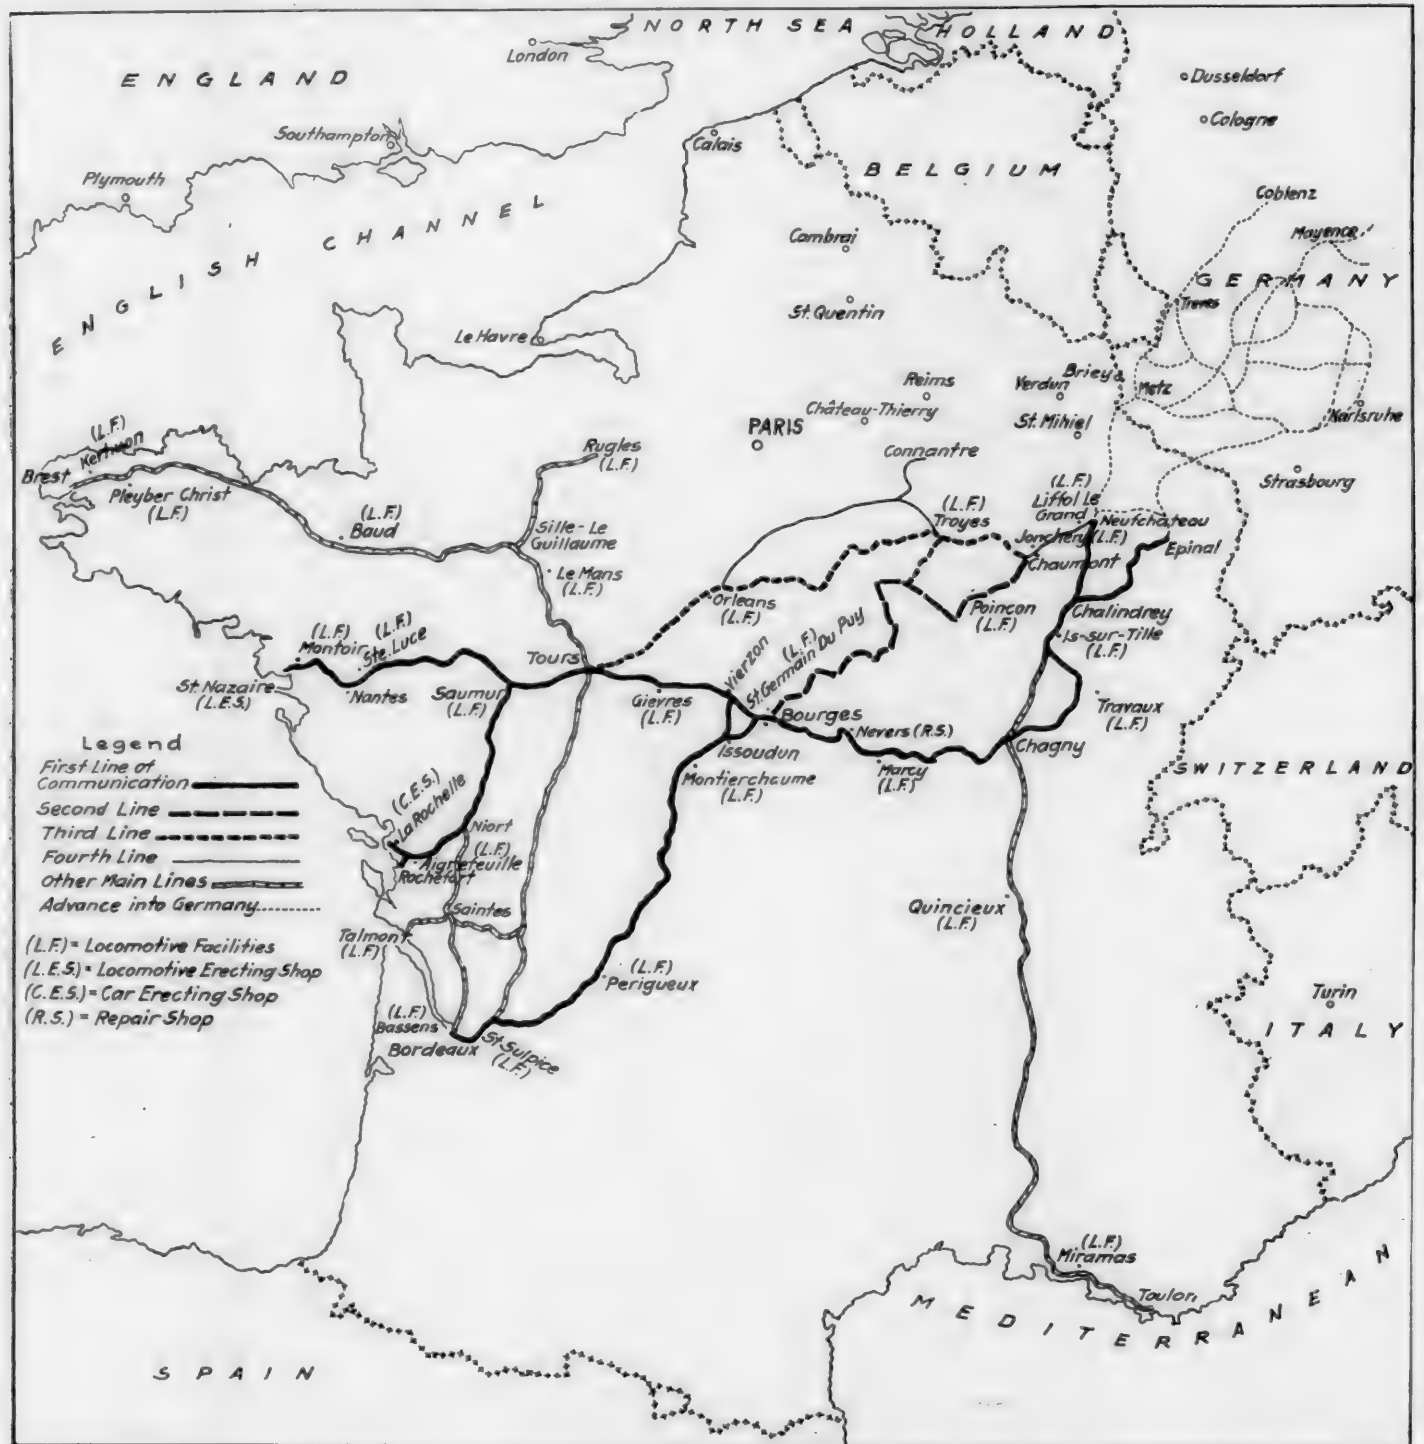 NORTH SEA
HOLLAND
London
ENGLAND
Dusseldorf
Cologne
Southampton
Calais
BELGIUM
Plymouth
Coblenz
ENGLISH CHANNEL
Cambrai
Mayence
GERMANY
Treves
St. Quentin
Le Havre
Reims
Verdun
Briey
Metz
Château-Thierry
Karlsruhe
PARIS
St. Mihiel
(L.F.)
Kerhuon
Brest
Rugles
(L.F.)
Connantre
Strasbourg
Pleyber Christ
(L.F.)
(L.F.)
Baud
Sille-Le
Guillaume
(L.F.)
Troyes
(L.F.)
Liffol Le
Grand
Neufchâteau
Jonchery (L.F.)
Epinal
Chaumont
Le Mans
(L.F.)
Orleans
(L.F.)
Poincon
(L.F.)
Chalindrey
Is-sur-Tille
(L.F.)
(L.F.)
Montoir
(L.F.)
Ste. Luce
Tours
Vierzon
(L.F.)
St. Germain Du Puy
St. Nazaire
(L.E.S.)
Nantes
Saumur
(L.F.)
Gievres
(L.F.)
Bourges
Nevers (R.S.)
Travaux
(L.F.)
Issoudun
Chagny
Montierchaume
(L.F.)
Marcy
(L.F.)
SWITZERLAND
Legend
First Line of
Communication
Second Line
Third Line
Fourth Line
Other Main Lines
Advance into Germany
(L.F.) = Locomotive Facilities
(L.E.S.) = Locomotive Erecting Shop
(C.E.S.) = Car Erecting Shop
(R.S.) = Repair Shop
(C.E.S.)
La Rochelle
Niort
(L.F.)
Aigrefeuille
Rochefort
Saintes
Talmont
(L.F.)
Quincieux
(L.F.)
(L.F.)
Perigueux
Turin
ITALY
(L.F.)
Bassens
Bordeaux
St. Sulpice
(L.F.)
(L.F.)
Miramas
Toulon
MEDITERRANEAN
SPAIN